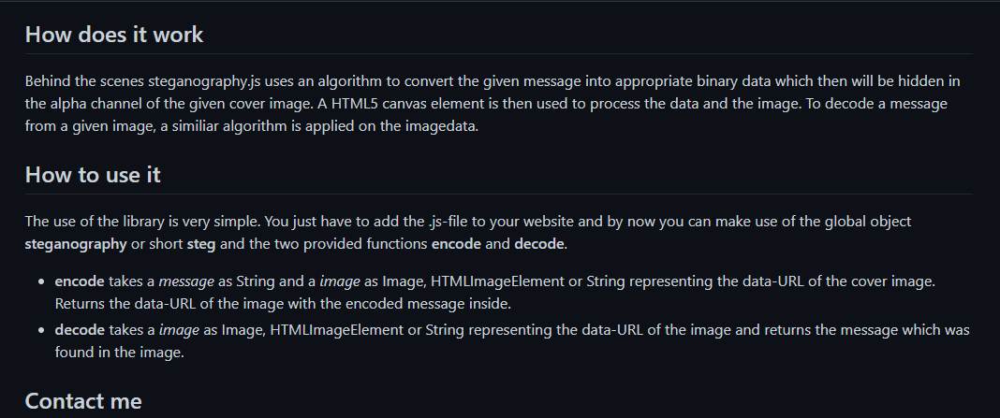 How does it work
Behind the scenes steganography.js uses an algorithm to convert the given message into appropriate binary data which then will be hidden in
the alpha channel of the given cover image. A HTML5 canvas element is then used to process the data and the image. To decode a message
from a given image, a similiar algorithm is applied on the imagedata.
How to use it
The use of the library is very simple. You just have to add the .js-file to your website and by now you can make use of the global object
steganography or short steg and the two provided functions encode and decode.
• encode takes a message as String and a image as Image, HTMLImageElement or String representing the data-URL of the cover image.
Returns the data-URL of the image with the encoded message inside.
• decode takes a image as Image, HTMLImageElement or String representing the data-URL of the image and returns the message which was
found in the image.
Contact me